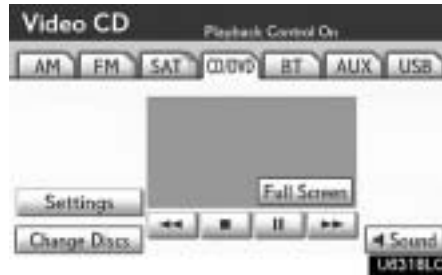 Video CD
Playback Control On
AM FM SAT CD/DVD BT AUX USB
Full Screen
Settings
Change Discs
Sound
U8318LC